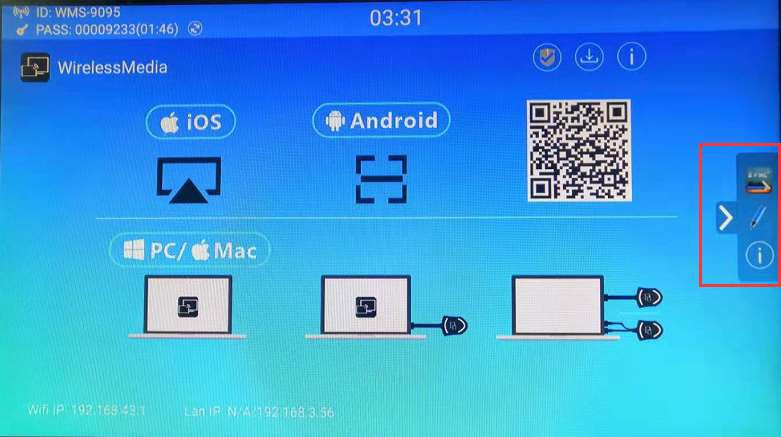 ID: WMS-9095
03:31
PASS: 00009233(01:46)
WirelessMedia
iOS
Android
PC/ Mac
Wifi IP: 192.168.43.1
Lan IP: N/A/192.168.3.56